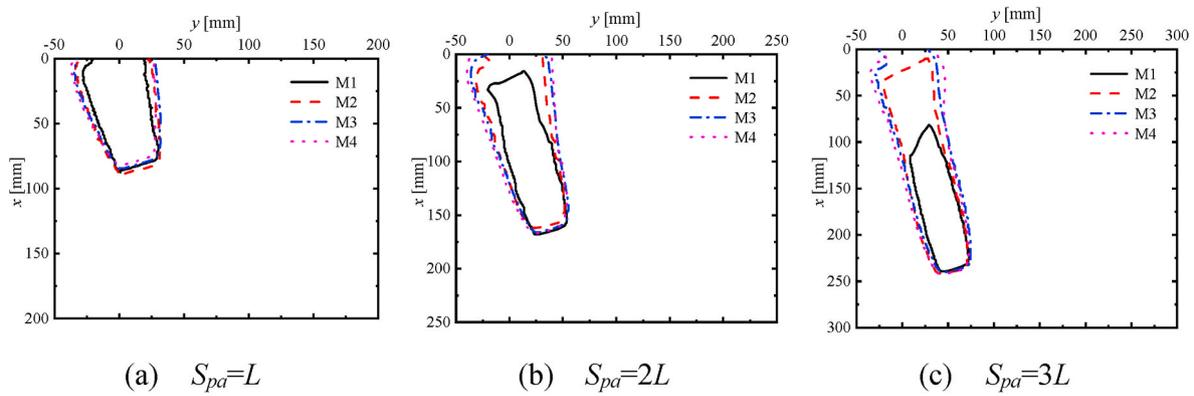 y [mm]
-50 0 50 100 150 200
0
50
100
150
200
x [mm]
M1
M2
M3
M4
(a) Spa=L
y [mm]
-50 0 50 100 150 200 250
0
50
100
150
200
250
x [mm]
M1
M2
M3
M4
(b) Spa=2L
y [mm]
-50 0 50 100 150 200 250 300
0
50
100
150
200
250
300
x [mm]
M1
M2
M3
M4
(c) Spa=3L